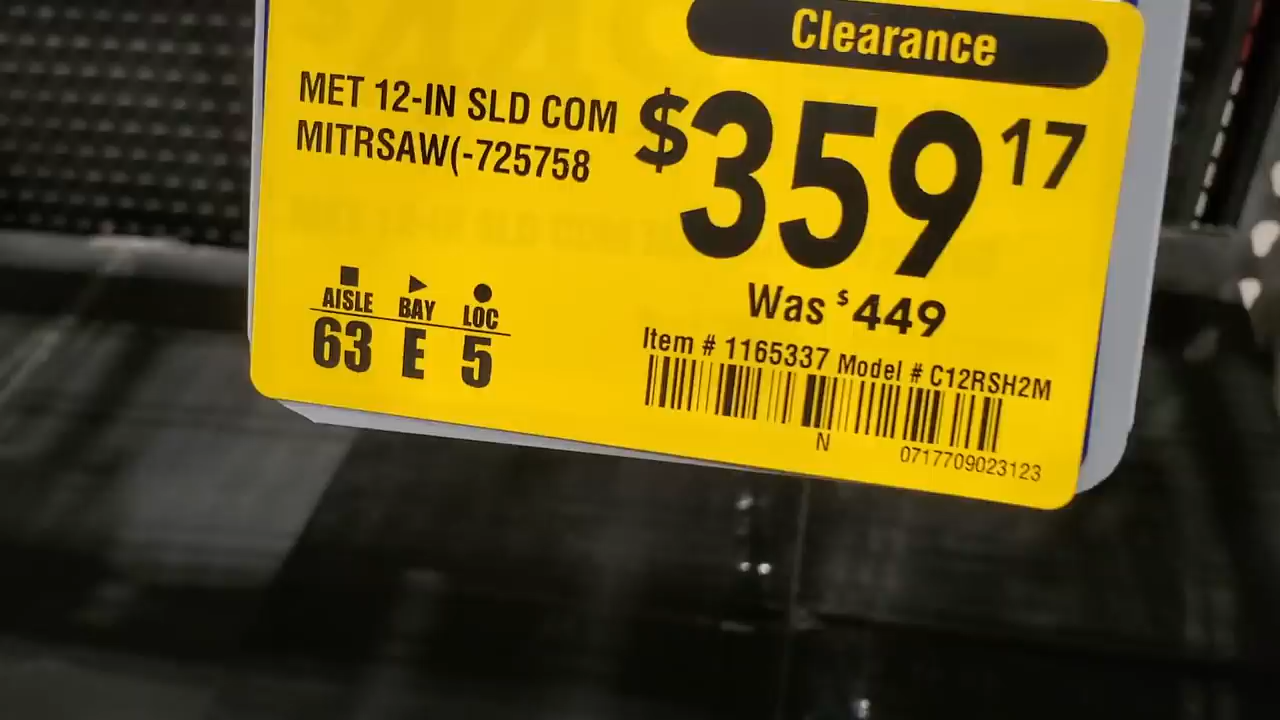 Clearance
MET 12-IN SLD COM
MITRSAW(-725758
$359 17
Was $449
Item # 1165337 Model # C12RSH2M
N
0717709023123
AISLE BAY LOC
63 E 5